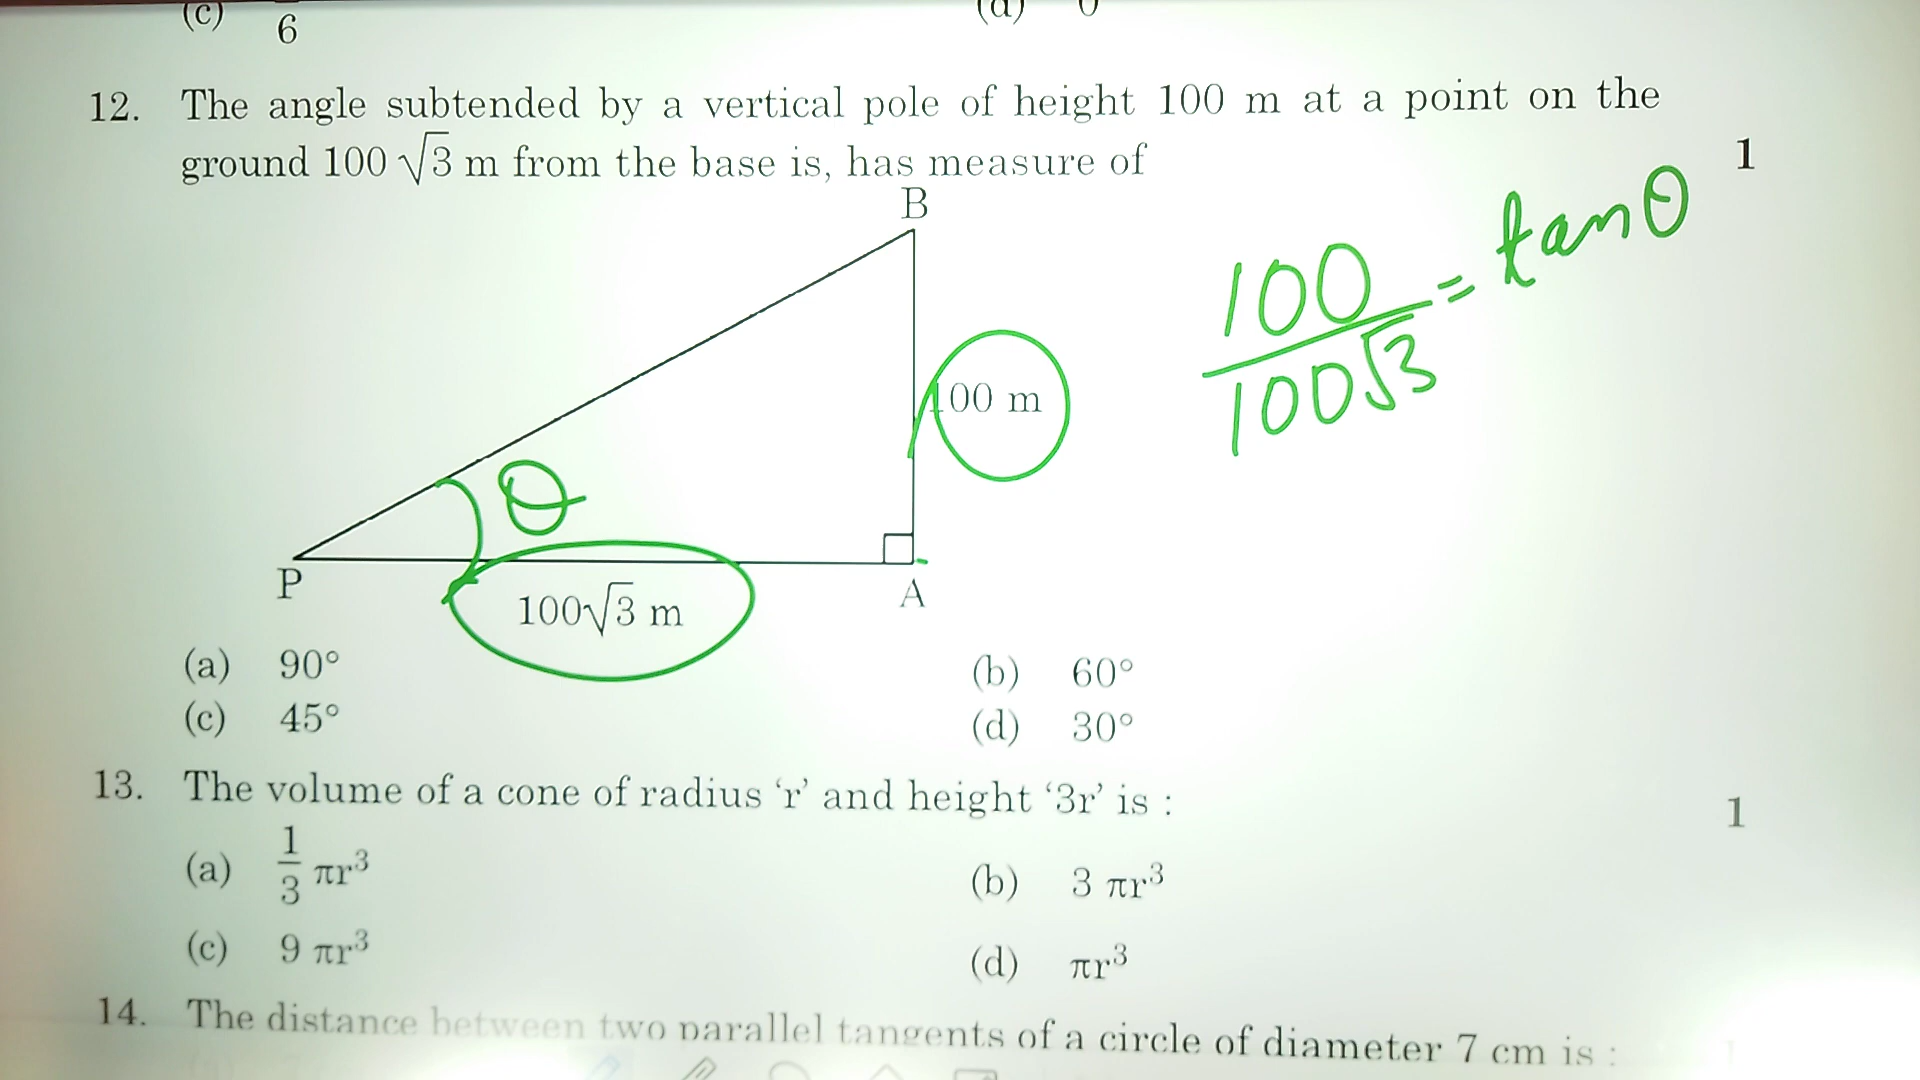 (c) 6
12. The angle subtended by a vertical pole of height 100 m at a point on the
ground 100 √3 m from the base is, has measure of 1
B
100 / 100√3 = tan θ
100 m
θ
P
A
100√3 m
(a) 90° (b) 60°
(c) 45° (d) 30°
13. The volume of a cone of radius ‘r’ and height ‘3r’ is : 1
(a) 1/3 πr³ (b) 3 πr³
(c) 9 πr³ (d) πr³
14. The distance between two parallel tangents of a circle of diameter 7 cm is :